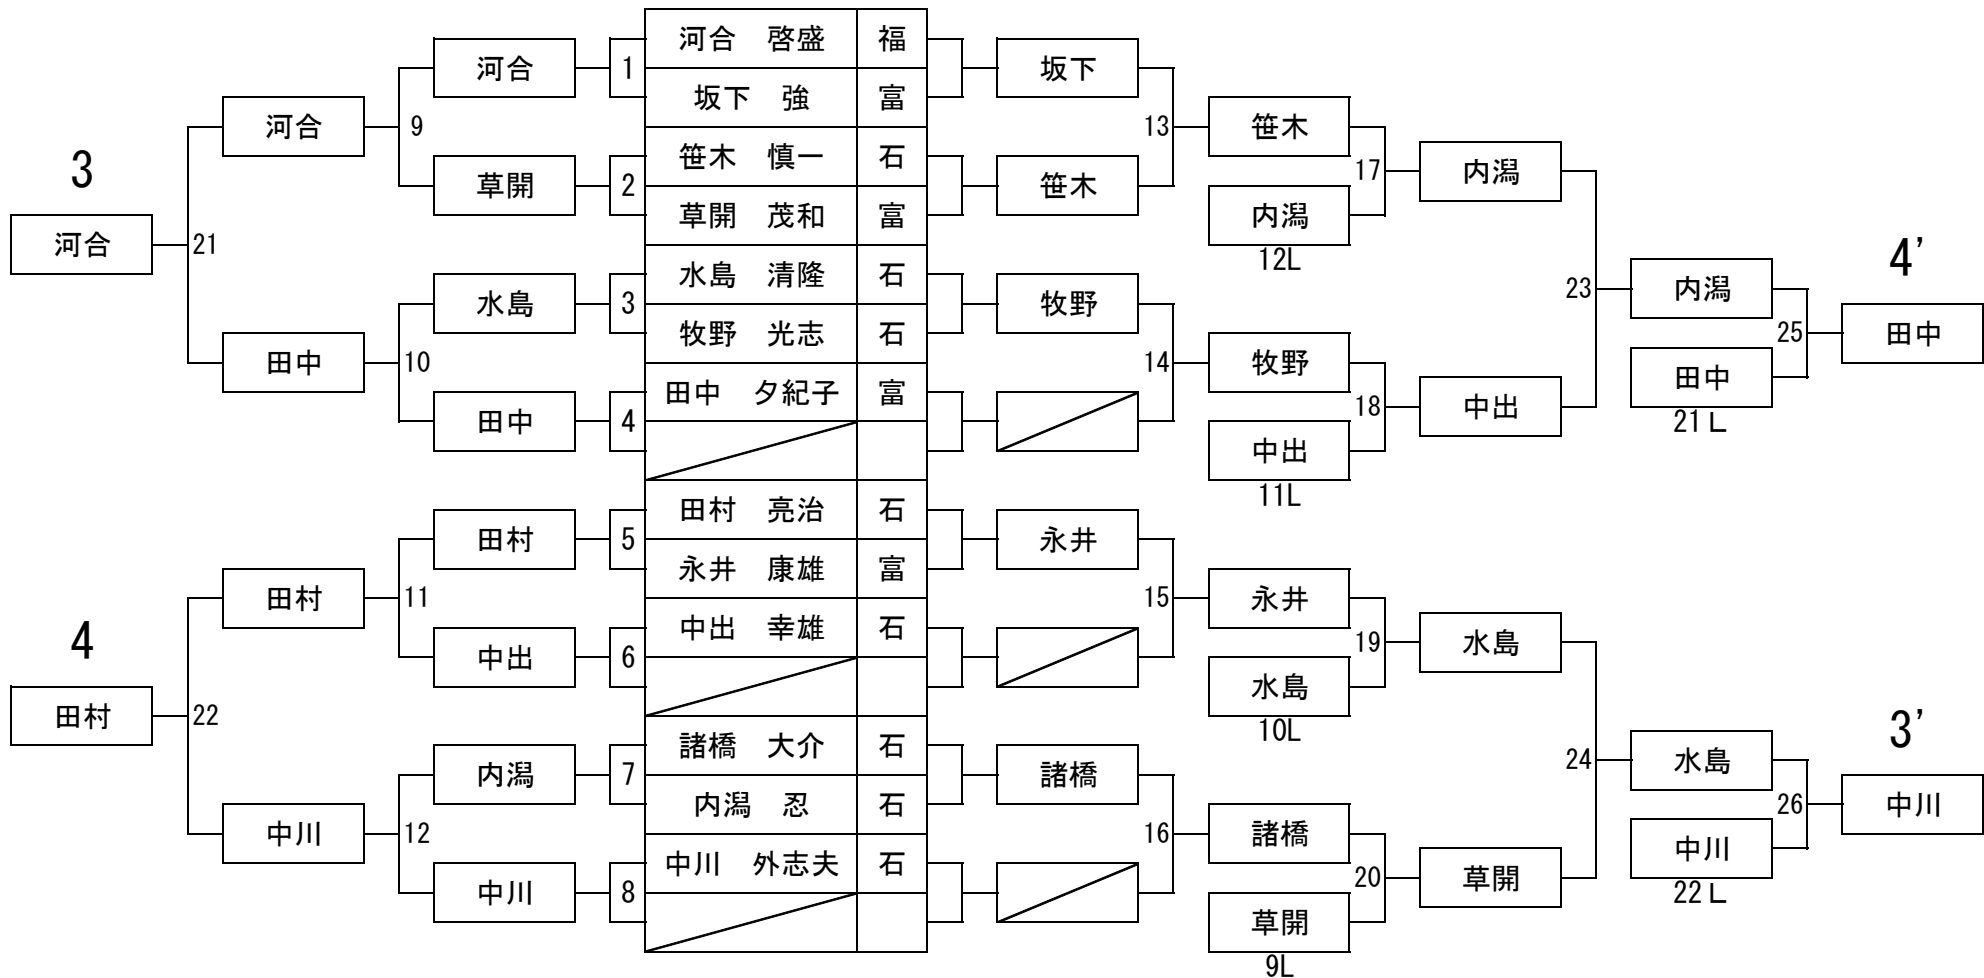 河合　啓盛 福
河合 1 坂下
坂下　強 富
河合 9 13 笹木
3 笹木　慎一 石 17 内潟
草開 2 笹木
草開　茂和 富 内潟
河合 21 12L 4’
水島　清隆 石
水島 3 牧野 23 内潟
牧野　光志 石 25 田中
田中 10 14 牧野
田中　夕紀子 富 田中
18 中出
田中 4 21 L
中出
11L
田村　亮治 石
田村 5 永井
永井　康雄 富
田村 11 15 永井
4 中出　幸雄 石 19 水島
中出 6
水島
田村 22 10L 3’
諸橋　大介 石
内潟 7 諸橋 24 水島
内潟　忍 石 26 中川
中川 12 16 諸橋
中川　外志夫 石 中川
20 草開
中川 8 22 L
草開
9L